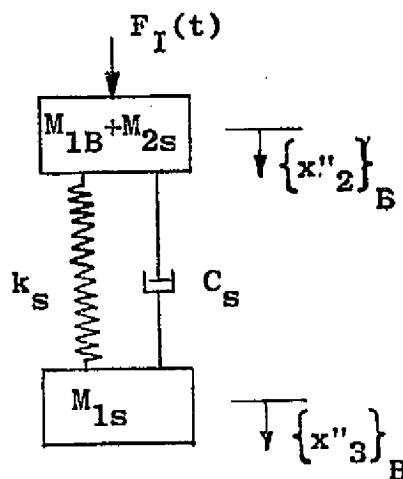 F_I(t)
M_1B+M_2s
{x"_2}_B
k_s
C_s
M_1s
{x"_3}_B